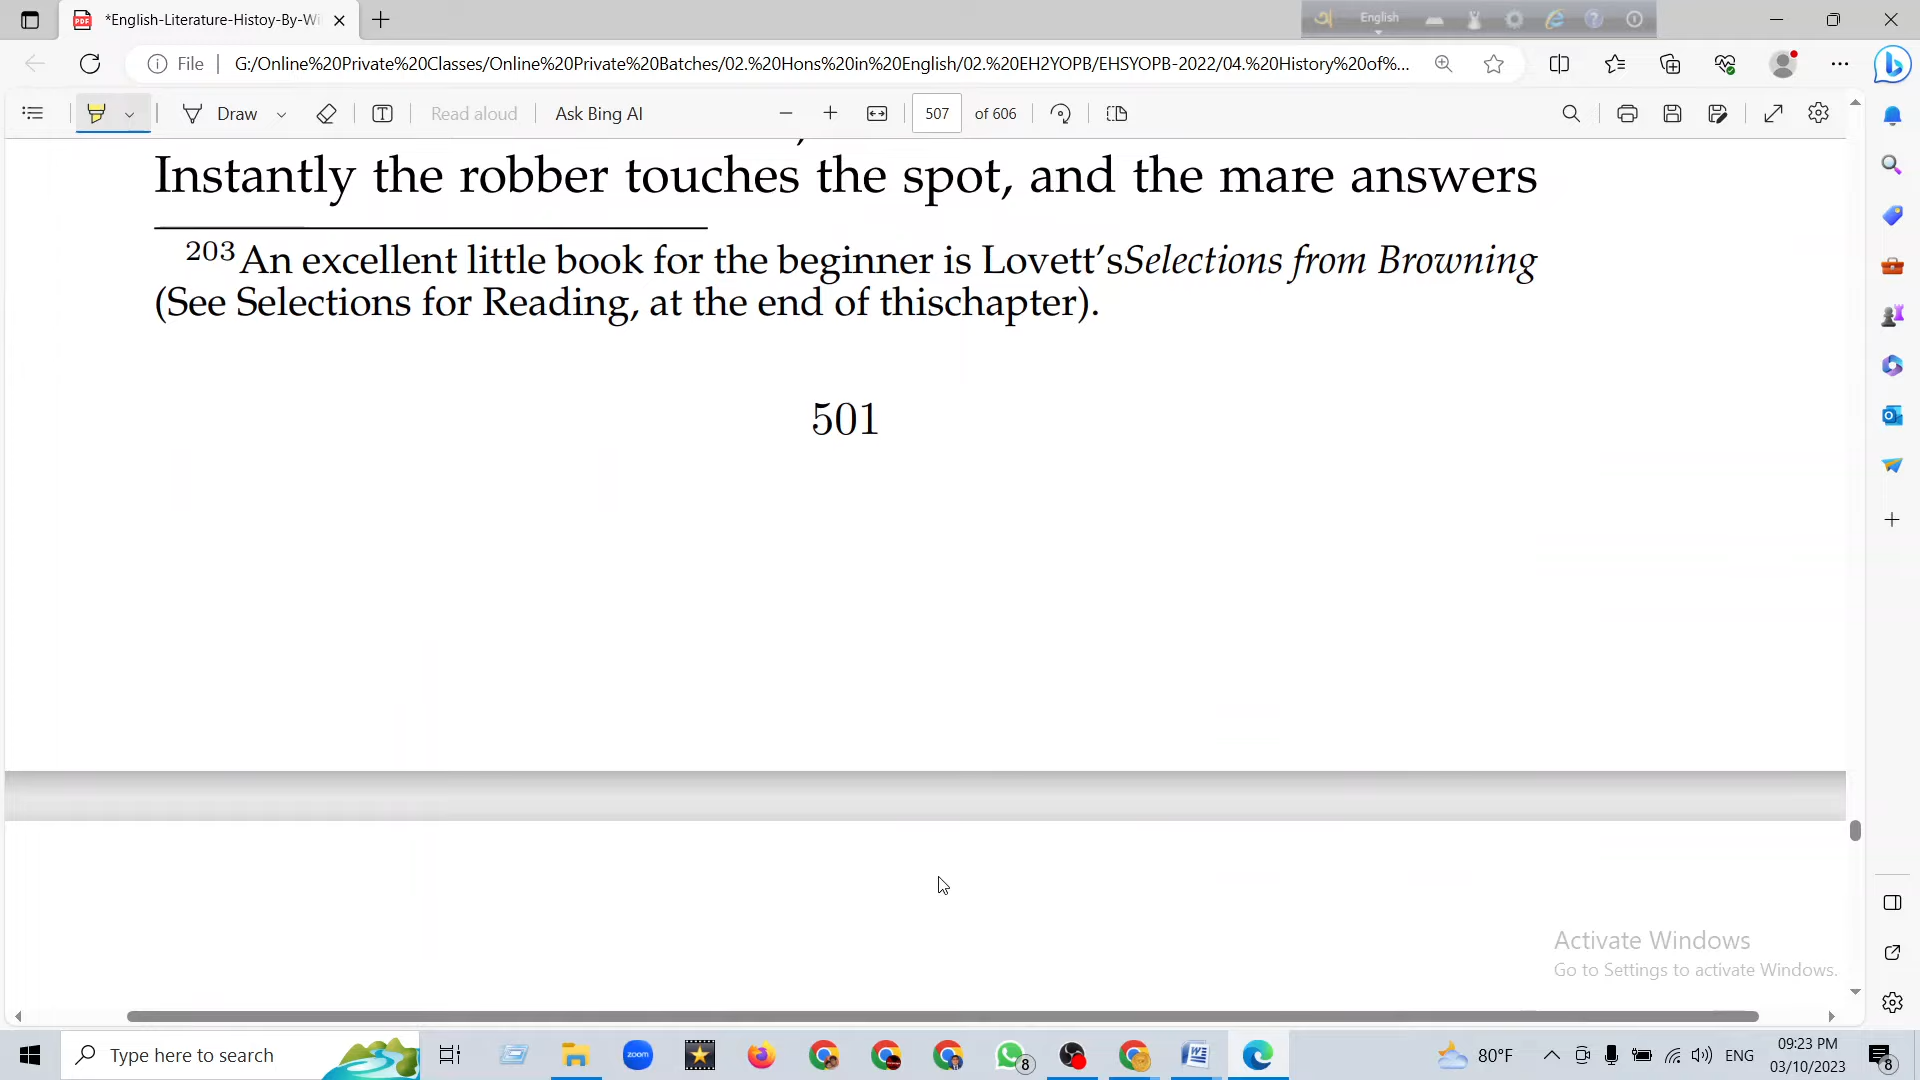 *English-Literature-Histoy-By-Wi
English
File
G:/Online%20Private%20Classes/Online%20Private%20Batches/02.%20Hons%20in%20English/02.%20EH2YOPB/EHSYOPB-2022/04.%20History%20of%...
Draw
Read aloud
Ask Bing AI
507 of 606
Instantly the robber touches the spot, and the mare answers
203 An excellent little book for the beginner is Lovett'sSelections from Browning
(See Selections for Reading, at the end of thischapter).
501
Activate Windows
Go to Settings to activate Windows.
Type here to search
zoom
8
80°F
ENG
09:23 PM
03/10/2023
8